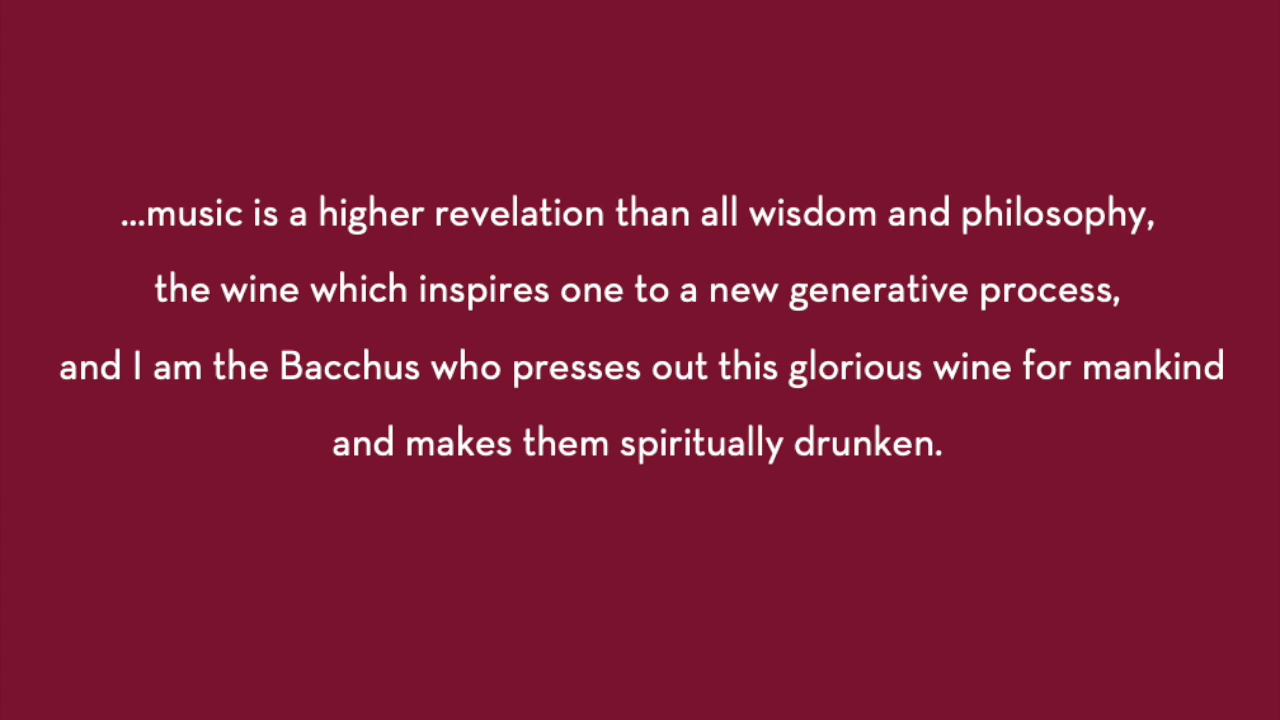 ...music is a higher revelation than all wisdom and philosophy,
the wine which inspires one to a new generative process,
and I am the Bacchus who presses out this glorious wine for mankind
and makes them spiritually drunken.